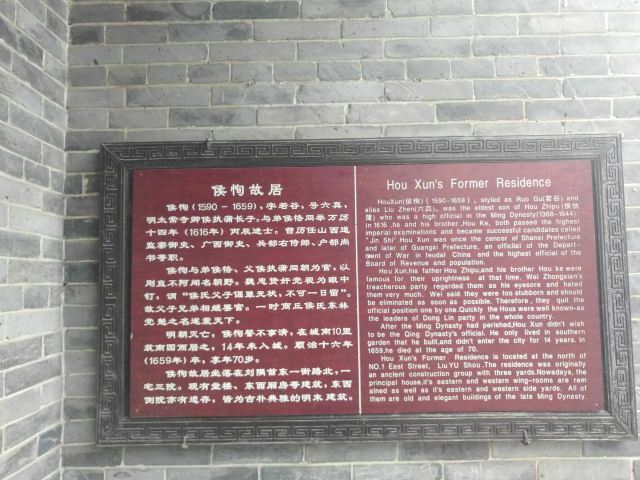 侯恂故居
侯恂(1590－1659)，字若谷，号六真，
明太常寺卿侯执蒲长子。与弟侯恪同举万历
十四年(1616年)丙辰进士。曾历任山西道
监察御史、广西御史、兵部右侍郎、户部尚
书等职。
侯恂与弟侯恪、父侯执蒲同朝为官，以
刚直不阿闻名朝野。魏忠贤奸党视为眼中
钉，谓“侯氏父子倔皋无状，不可一日留”。
故父子兄弟相继罢官。一时商丘侯氏东林
党魁之名遂震天下。
明朝灭亡，侯恂誓不事清，在城南10里
筑南园而居之，14年未入城。顺治十六年
(1659年)卒，享年70岁。
侯恂故居坐落在刘隅首东一街路北，一
宅三院。现有堂楼、东西厢房等建筑，东西
侧院亦有遗存，皆为古朴典雅的明末建筑。
Hou Xun's Former Residence
HouXun(侯恂)(1590-1659)，stylad as Ruo Gu(若谷) and
alias Liu Zhen(六真), was the eldest son of Hou Zhipu(侯执
蒲) who was a high official in the Ming Dynasty(1368-1644).
In 1616 ,he and his brother,Hou Ke, both passed the highest
imperial examinations and became successful candidates called
"Jin Shi".Hou Xun was once the cencor of Shanxi Prefecture
and later of Guangxi Prefecture, an officlal of the Depart-
ment of War in feudal China and the highest official of the
Board of Revenue and population.
Hou Xun,his father Hou Zhipu,and his brother Hou ke were
famous for their uprightness at that time. Wei Zhongxian's
treacherous party regarded them as his eyesore and hated
them very much. Wei said they were too stubborn and should
be eliminated as soon as possible. Therefore, they quit the
official position one by one.Quickly the Hous were well known-as
the leaders of Dong Lin party in the whole country.
After the Ming Dynasty had perished,Hou Xun didn't wish
to be the Qing Dynasty's official. He only lived in southern
garden that he built,and didn't enter the city for 14 years. In
1659,he died at the age of 70.
Hou Xun's Former Residence is located at the north of
NO.1 East Street, LiuYU Shou.The residence was originally
an ancient construction group with three yards.Nowadays, the
principal house,it's eastern and western wing-rooms are rem
ained as well as it's eastern and western side yards. All of
them are old and elegant buildings of the late Ming Dynasty.